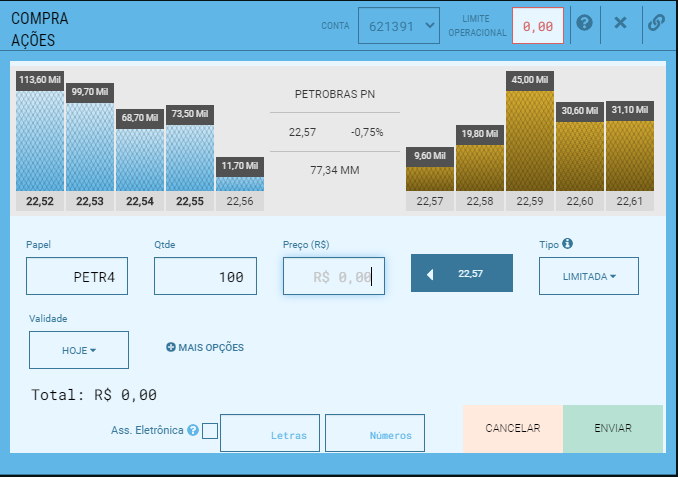 COMPRA
AÇÕES
CONTA 621391
LIMITE
OPERACIONAL
0,00
113,60 Mil
99,70 Mil
68,70 Mil
73,50 Mil
11,70 Mil
22,52 22,53 22,54 22,55 22,56
PETROBRAS PN
22,57 -0,75%
77,34 MM
9,60 Mil
19,80 Mil
45,00 Mil
30,60 Mil
31,10 Mil
22,57 22,58 22,59 22,60 22,61
Papel Qtde Preço (R$) Tipo
PETR4 100 R$ 0,00 22,57 LIMITADA
Validade
HOJE MAIS OPÇÕES
Total: R$ 0,00
Ass. Eletrônica Letras Números
CANCELAR ENVIAR